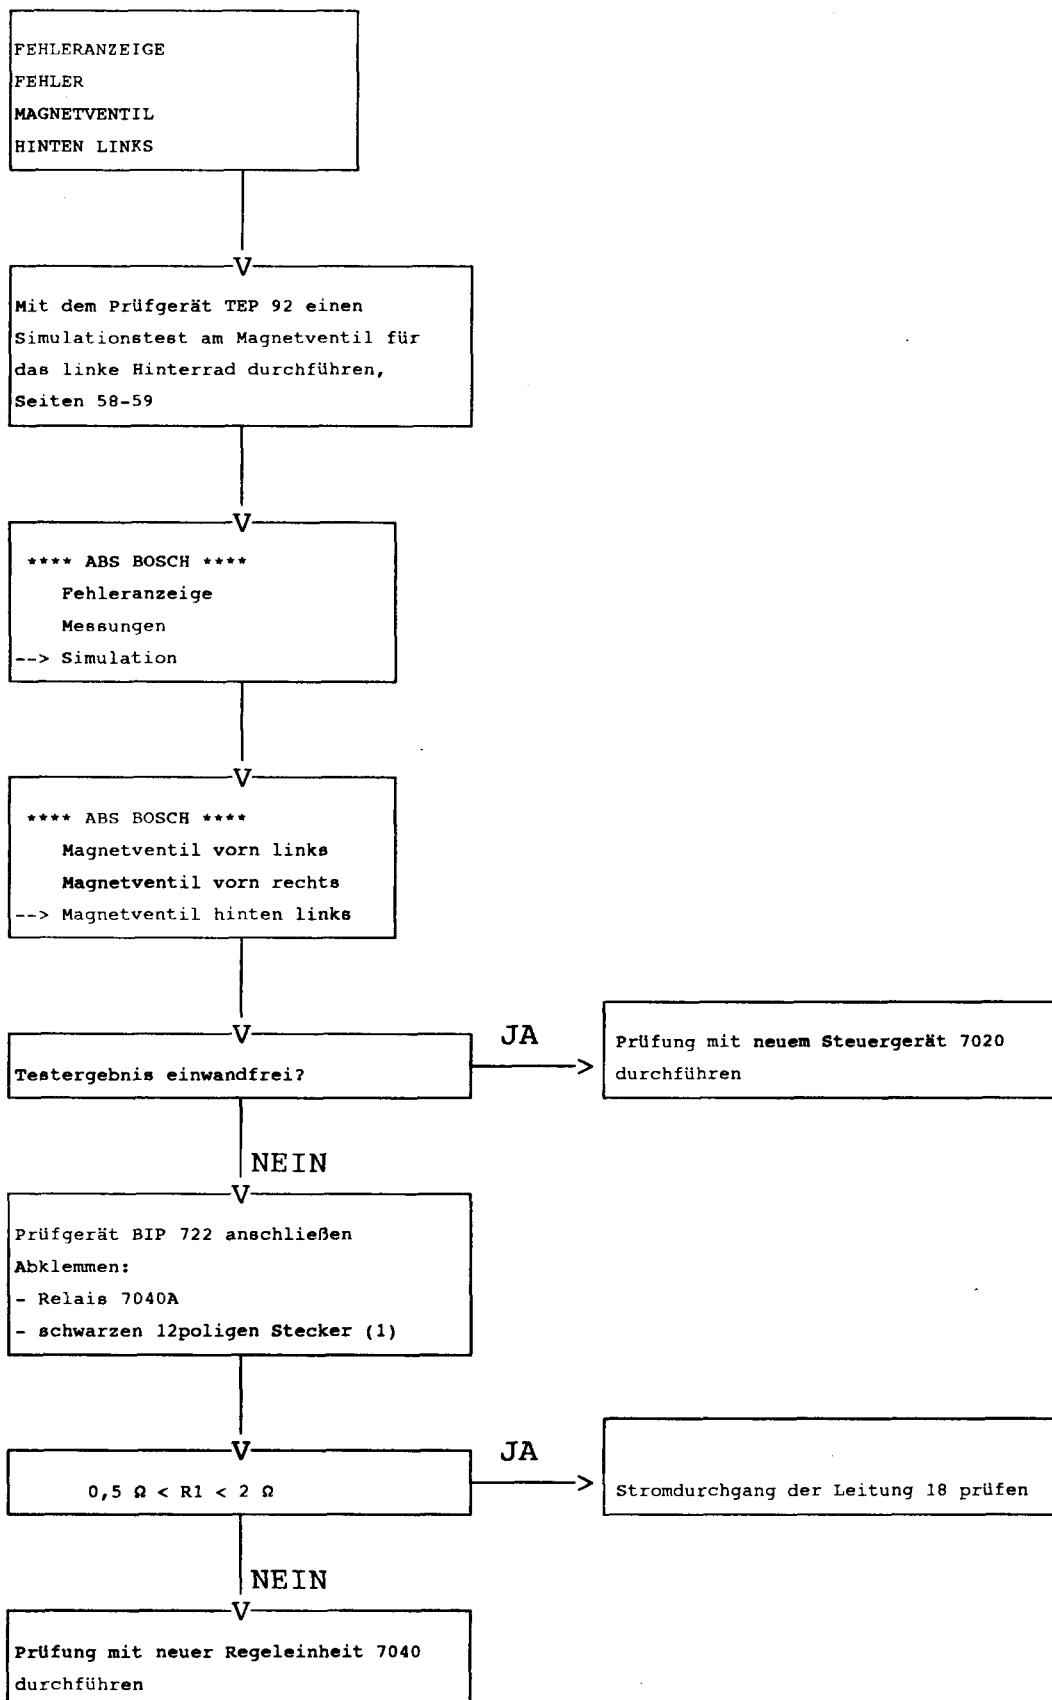 FEHLERANZEIGE
FEHLER
MAGNETVENTIL
HINTEN LINKS
V
Mit dem Prüfgerät TEP 92 einen
Simulationstest am Magnetventil für
das linke Hinterrad durchführen,
Seiten 58-59
V
**** ABS BOSCH ****
Fehleranzeige
Messungen
--> Simulation
V
**** ABS BOSCH ****
Magnetventil vorn links
Magnetventil vorn rechts
--> Magnetventil hinten links
V
Testergebnis einwandfrei?
JA
>
Prüfung mit neuem Steuergerät 7020
durchführen
NEIN
V
Prüfgerät BIP 722 anschließen
Abklemmen:
- Relais 7040A
- schwarzen 12poligen Stecker (1)
V
0,5 Ω < R1 < 2 Ω
JA
>
Stromdurchgang der Leitung 18 prüfen
NEIN
V
Prüfung mit neuer Regeleinheit 7040
durchführen